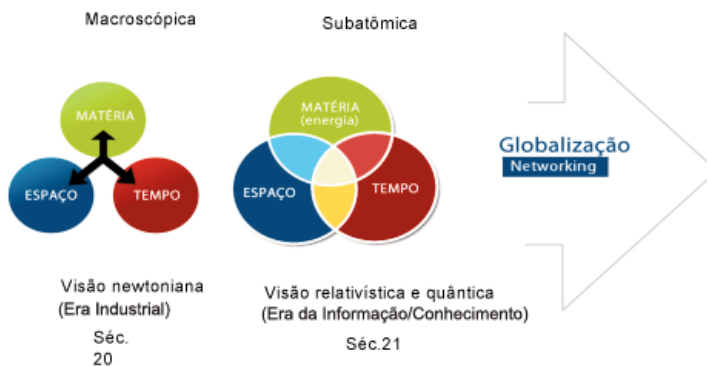 Macroscópica
Subatômica
MATÉRIA
ESPAÇO
TEMPO
MATÉRIA
(energia)
ESPAÇO
TEMPO
Globalização
Networking
Visão newtoniana
(Era Industrial)
Séc.
20
Visão relativística e quântica
(Era da Informação/Conhecimento)
Séc.21